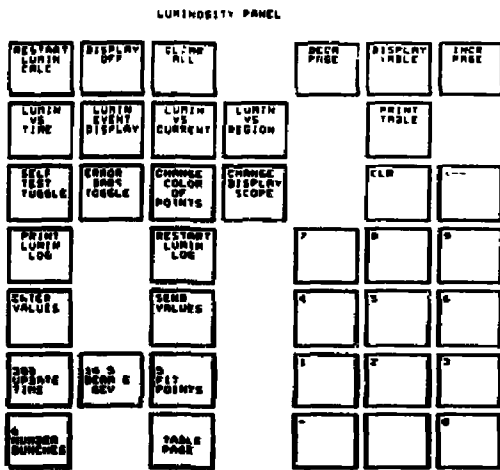 LUMINOSITY PANEL
RESTART
LUMIN
CALC
DISPLAY
OFF
ALL
DECR
PAGE
DISPLAY
TABLE
INCR
PAGE
LUMIN
VS
TIME
LUMIN
EVENT
DISPLAY
LUMIN
VS
CURRENT
LUMIN
VS
REGION
PRINT
TABLE
SELF
TEST
TOGGLE
ERROR
BARS
TOGGLE
CHANGE
COLOR
OF
POINTS
CHANGE
DISPLAY
SCOPE
CLR
<--
PRINT
LUMIN
LOG
RESTART
LUMIN
LOG
7
8
9
ENTER
VALUES
SEND
VALUES
4
5
6
300
UPDATE
TIME
BEAM E
GEV
FIT
POINTS
1
2
3
NUMBER
BUNCHES
TABLE
PAGE
-